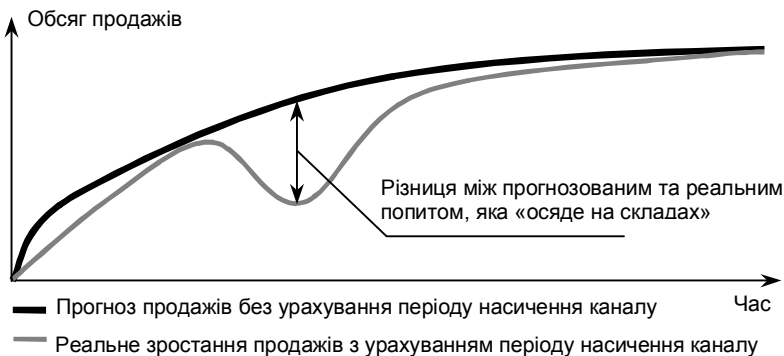 Обсяг продажів
Різниця між прогнозованим та реальним
попитом, яка «осяде на складах»
Час
Прогноз продажів без урахування періоду насичення каналу
Реальне зростання продажів з урахуванням періоду насичення каналу